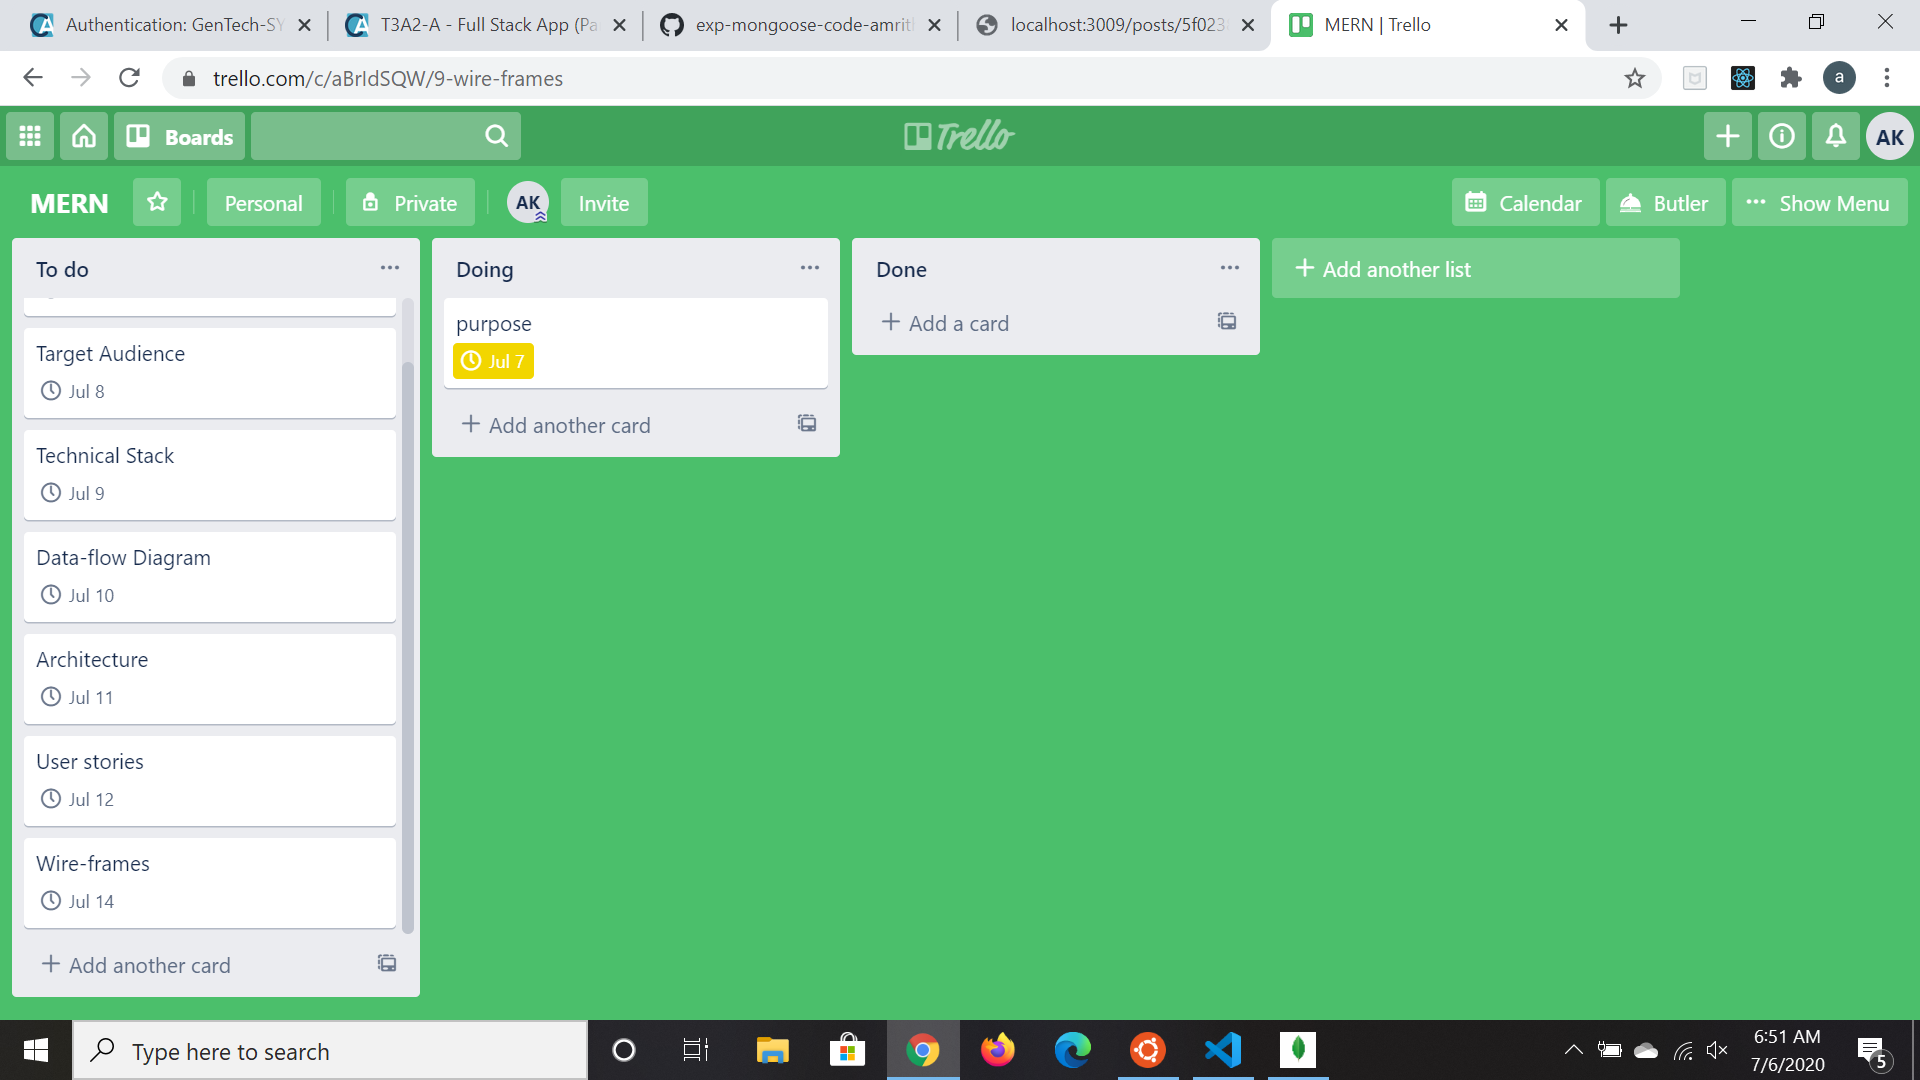 Authentication: GenTech-SY
T3A2-A - Full Stack App (Pa
exp-mongoose-code-amrit
localhost:3009/posts/5f023
MERN | Trello
trello.com/c/aBrIdSQW/9-wire-frames
a
Boards
Trello
AK
MERN
Personal
Private
AK
Invite
Calendar
Butler
Show Menu
To do
Target Audience
Jul 8
Technical Stack
Jul 9
Data-flow Diagram
Jul 10
Architecture
Jul 11
User stories
Jul 12
Wire-frames
Jul 14
Add another card
Doing
purpose
Jul 7
Add another card
Done
Add a card
Add another list
Type here to search
6:51 AM
7/6/2020
5